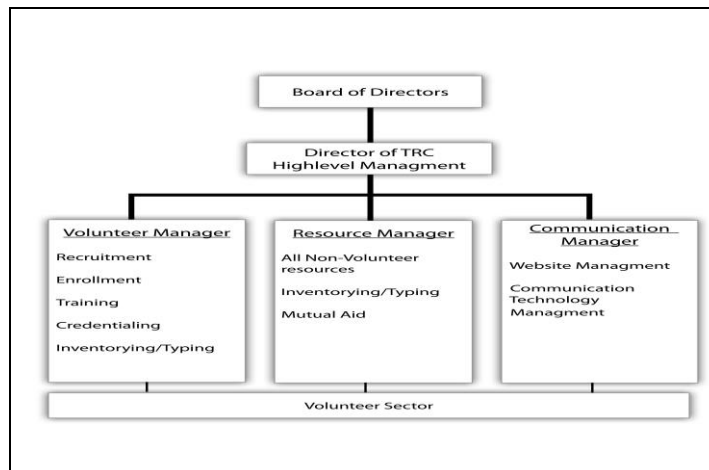 Board of Directors
Director of TRC
Highlevel Managment
Volunteer Manager
Recruitment
Enrollment
Training
Credentialing
Inventorying/Typing
Resource Manager
All Non-Volunteer
resources
Inventorying/Typing
Mutual Aid
Communication
Manager
Website Managment
Communication
Technology
Managment
Volunteer Sector